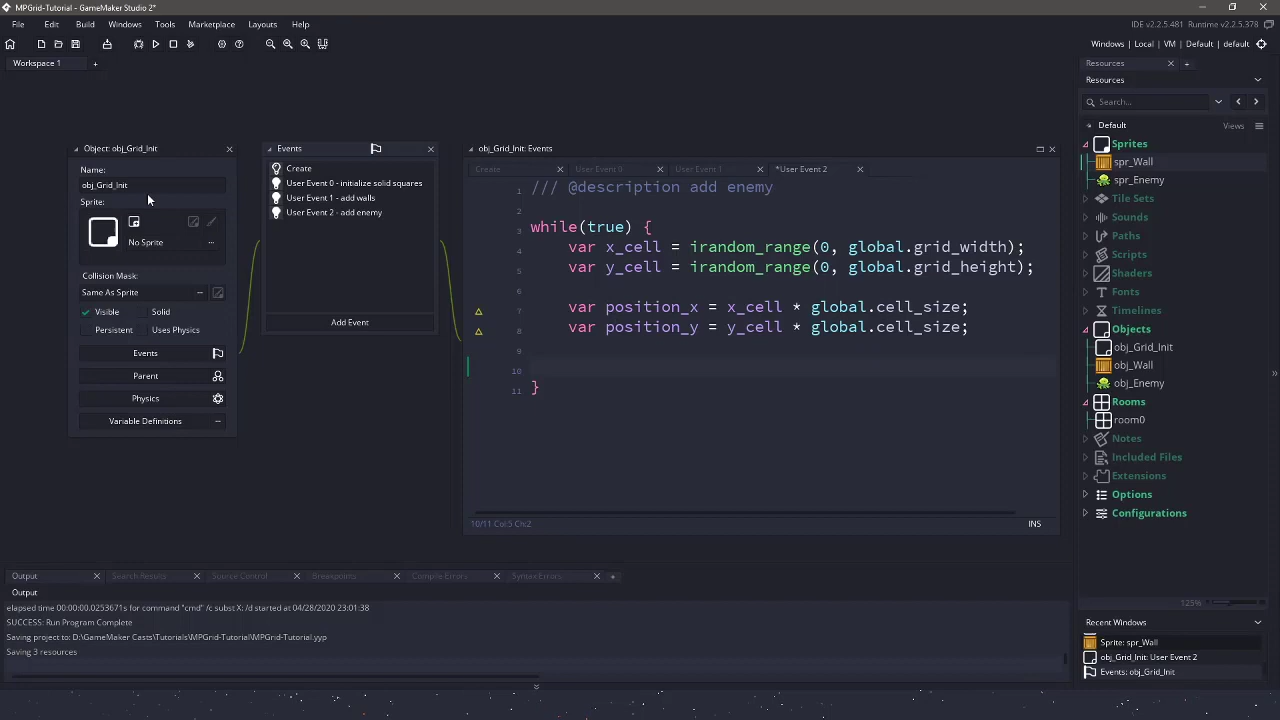 MPGrid-Tutorial - GameMaker Studio 2*
File Edit Build Windows Tools Marketplace Layouts Help
IDE v2.2.5.481 Runtime v2.2.5.378
Windows | Local | VM | Default | default
Workspace 1
+
Object: obj_Grid_Init
Name:
obj_Grid_Init
Sprite:
No Sprite
...
Collision Mask:
Same As Sprite
Visible Solid
Persistent Uses Physics
Events
Parent
Physics
Variable Definitions
Events
Create
User Event 0 - initialize solid squares
User Event 1 - add walls
User Event 2 - add enemy
Add Event
obj_Grid_Init: Events
Create User Event 0 User Event 1 *User Event 2
1 /// @description add enemy
2
3 while(true) {
4 var x_cell = irandom_range(0, global.grid_width);
5 var y_cell = irandom_range(0, global.grid_height);
6
7 var position_x = x_cell * global.cell_size;
8 var position_y = y_cell * global.cell_size;
9
10
11 }
10/11 Col:5 Ch:2
INS
Resources
+
Resources
Search...
Default
Views
Sprites
spr_Wall
spr_Enemy
Tile Sets
Sounds
Paths
Scripts
Shaders
Fonts
Timelines
Objects
obj_Grid_Init
obj_Wall
obj_Enemy
Rooms
room0
Notes
Included Files
Extensions
Options
Configurations
125%
Recent Windows
Sprite: spr_Wall
obj_Grid_Init: User Event 2
Events: obj_Grid_Init
Output Search Results Source Control Breakpoints Compile Errors Syntax Errors +
Output
elapsed time 00:00:00.0253671s for command "cmd" /c subst X: /d started at 04/28/2020 23:01:38
SUCCESS: Run Program Complete
Saving project to: D:\GameMaker Casts\Tutorials\MPGrid-Tutorial\MPGrid-Tutorial.yyp
Saving 3 resources